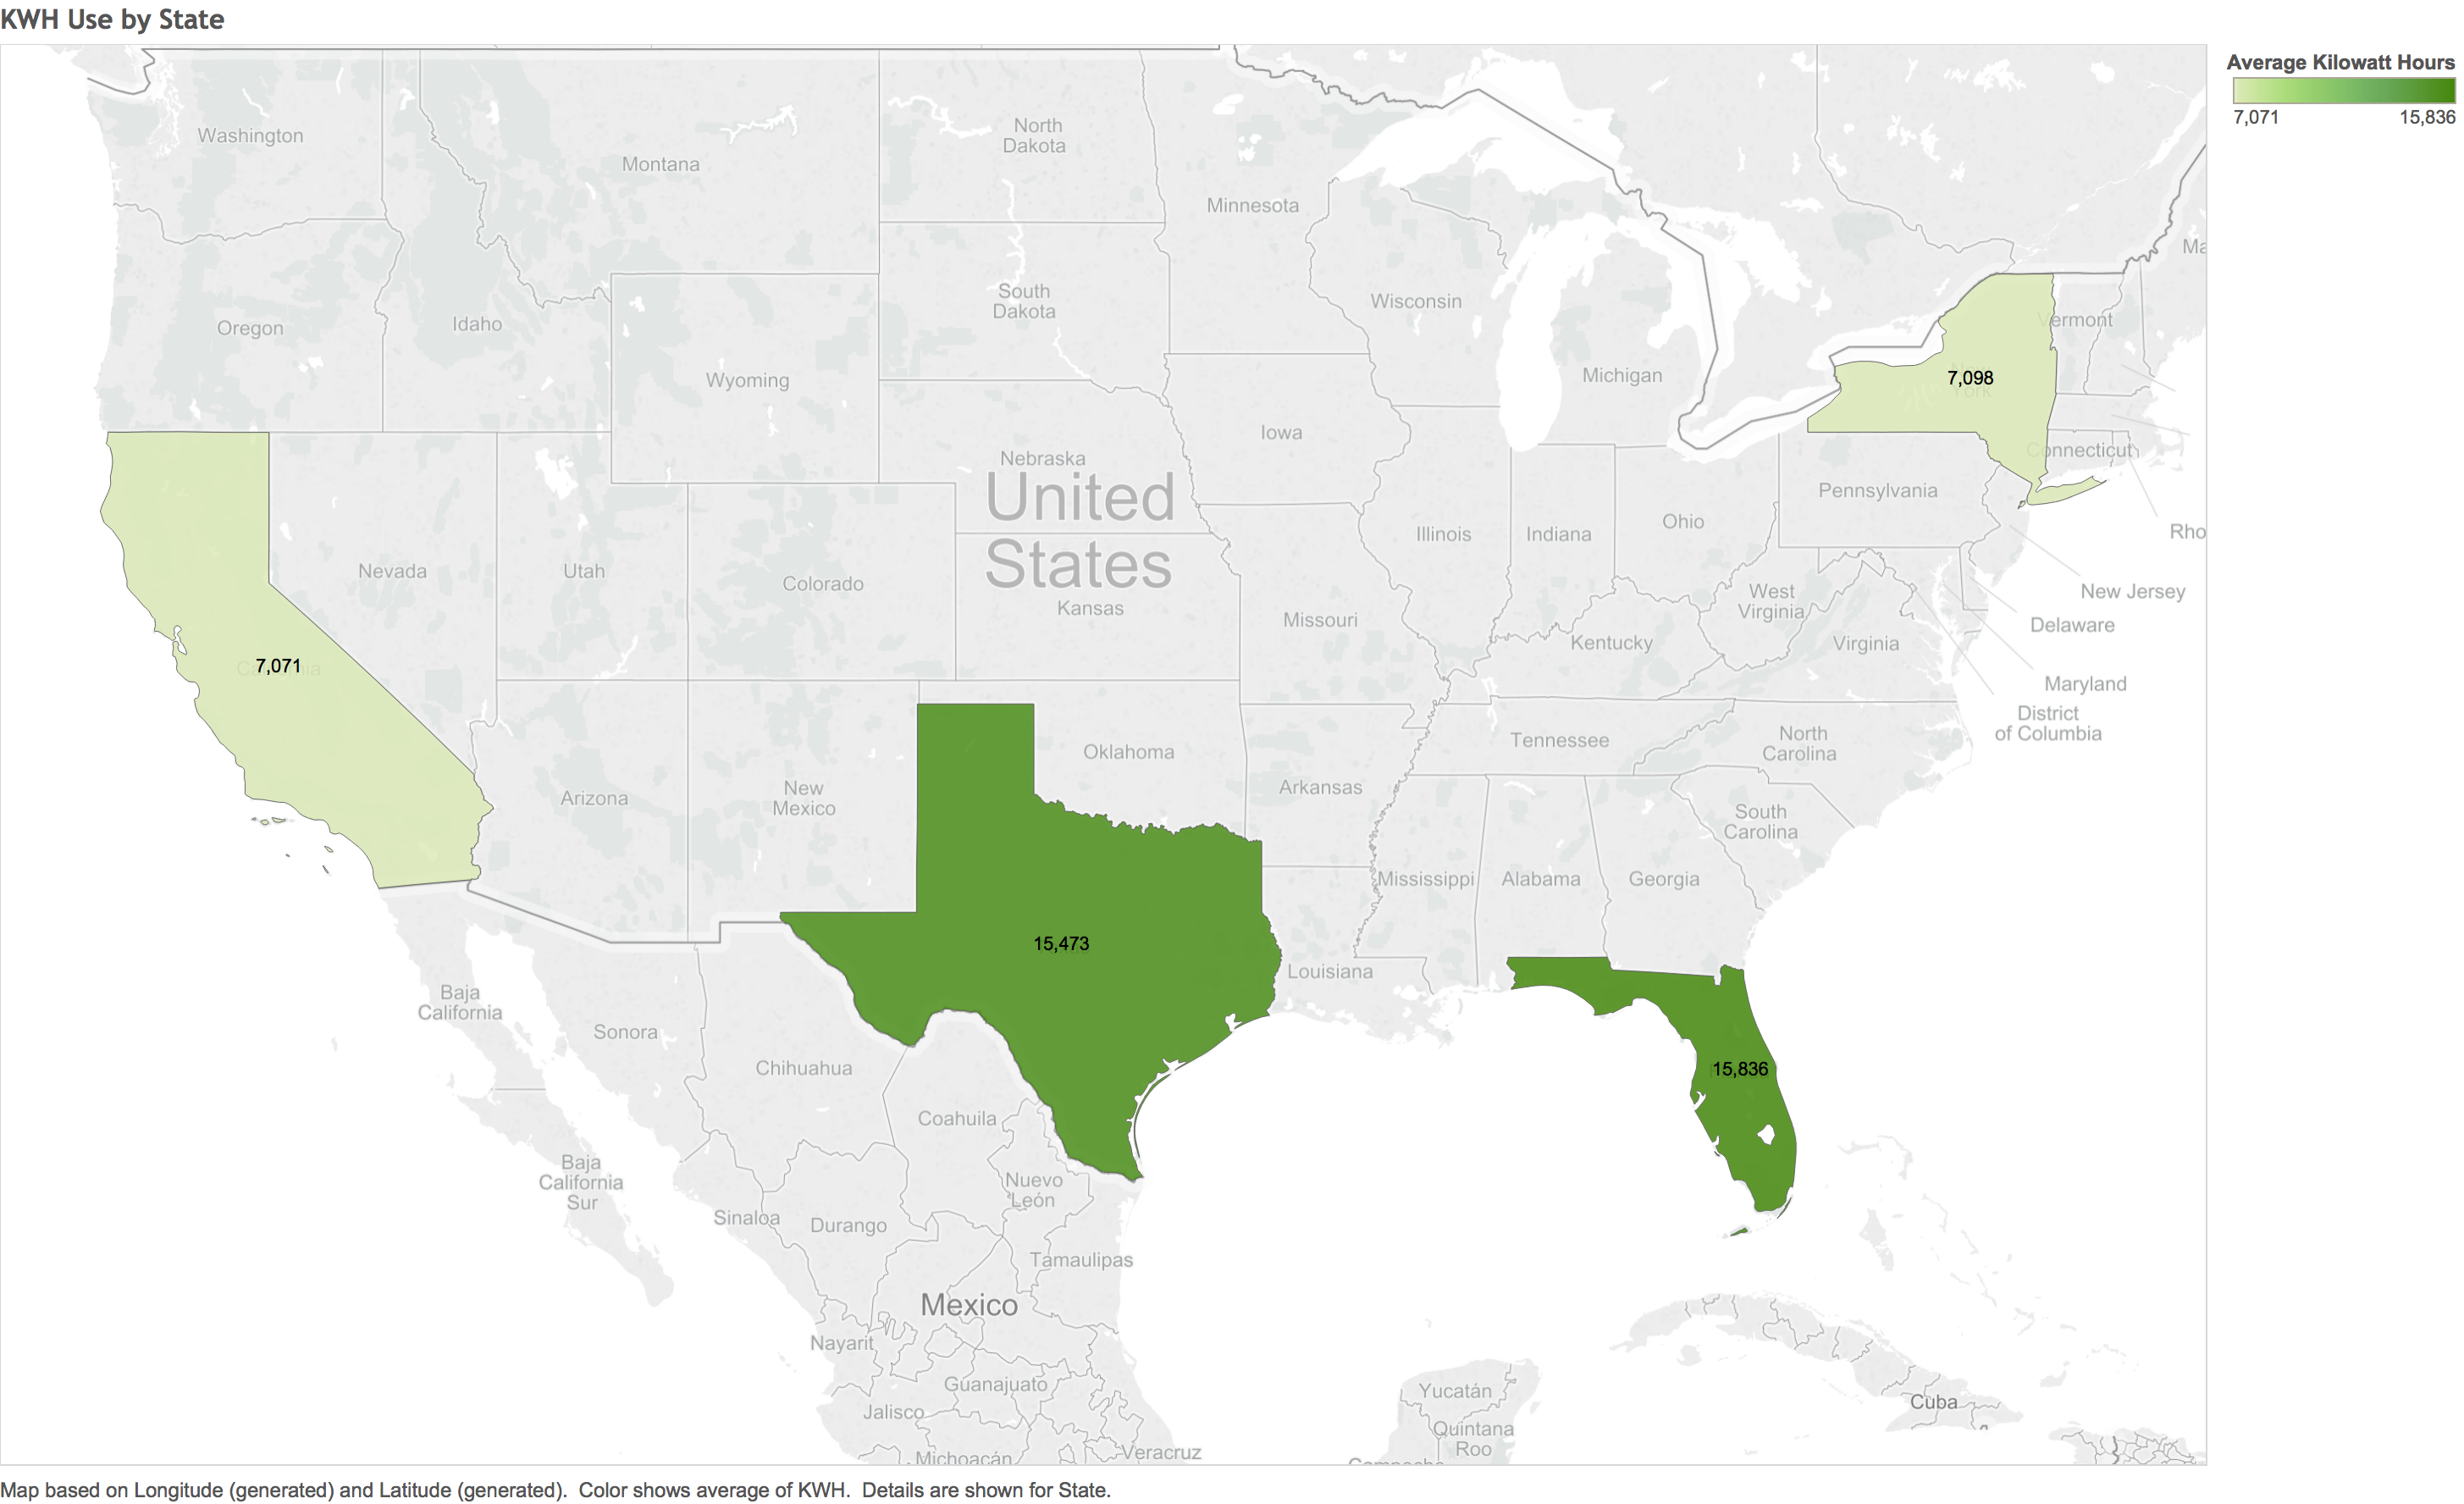 KWH Use by State
Average Kilowatt Hours
7,071
15,836
Washington
Montana
North
Dakota
Minnesota
Ma
Oregon
Idaho
South
Dakota
Wisconsin
Vermont
Wyoming
Michigan
7,098
York
Iowa
Nebraska
Connecticut
United
States
Pennsylvania
Nevada
Utah
Colorado
Kansas
Illinois
Indiana
Ohio
Rho
West
Virginia
New Jersey
Missouri
Kentucky
Virginia
Delaware
7,071
Maryland
District
of Columbia
Oklahoma
Tennessee
North
Carolina
Arizona
New
Mexico
Arkansas
South
Carolina
Mississippi
Alabama
Georgia
15,473
Louisiana
Baja
California
Sonora
Chihuahua
15,836
Coahuila
Baja
California
Sur
Nuevo
León
Sinaloa
Durango
Tamaulipas
Mexico
Nayarit
Guanajuato
Jalisco
Yucatán
Cuba
Quintana
Roo
Michoacán
Veracruz
Map based on Longitude (generated) and Latitude (generated).  Color shows average of KWH.  Details are shown for State.